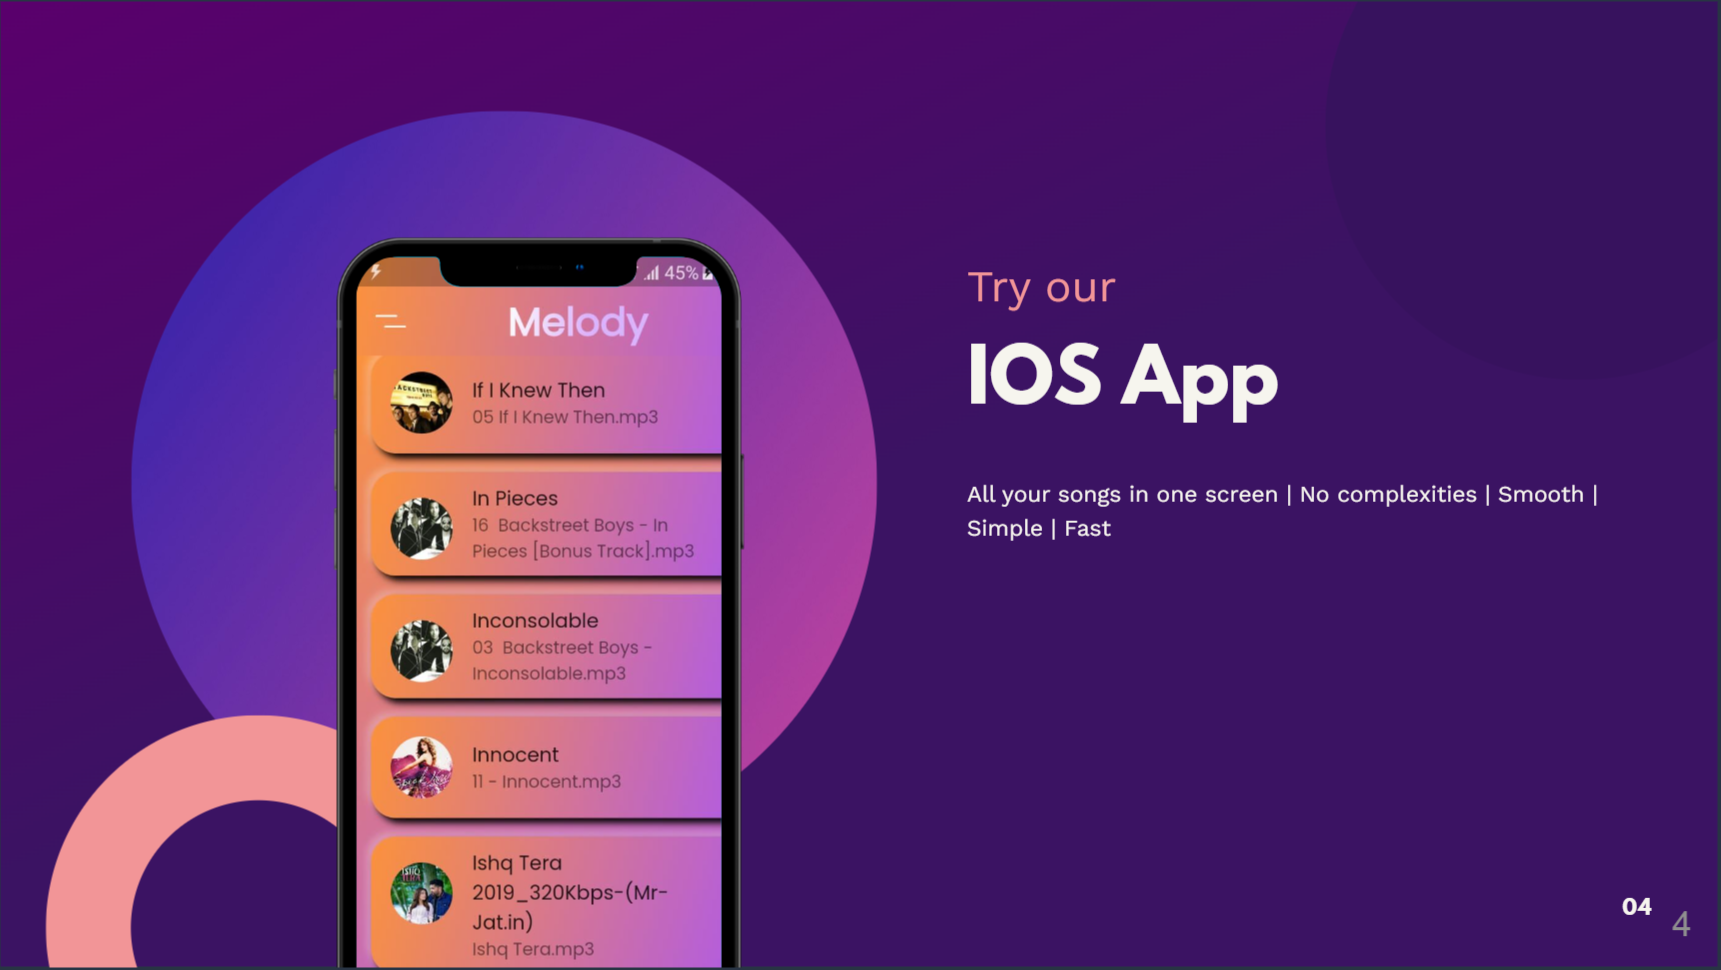 45%
Melody
If I Knew Then
05 If I Knew Then.mp3
In Pieces
16 Backstreet Boys - In
Pieces [Bonus Track].mp3
Inconsolable
03 Backstreet Boys -
Inconsolable.mp3
Innocent
11 - Innocent.mp3
Ishq Tera
2019_320Kbps-(Mr-
Jat.in)
Ishq Tera.mp3
Try our
IOS App
All your songs in one screen | No complexities | Smooth |
Simple | Fast
04
4